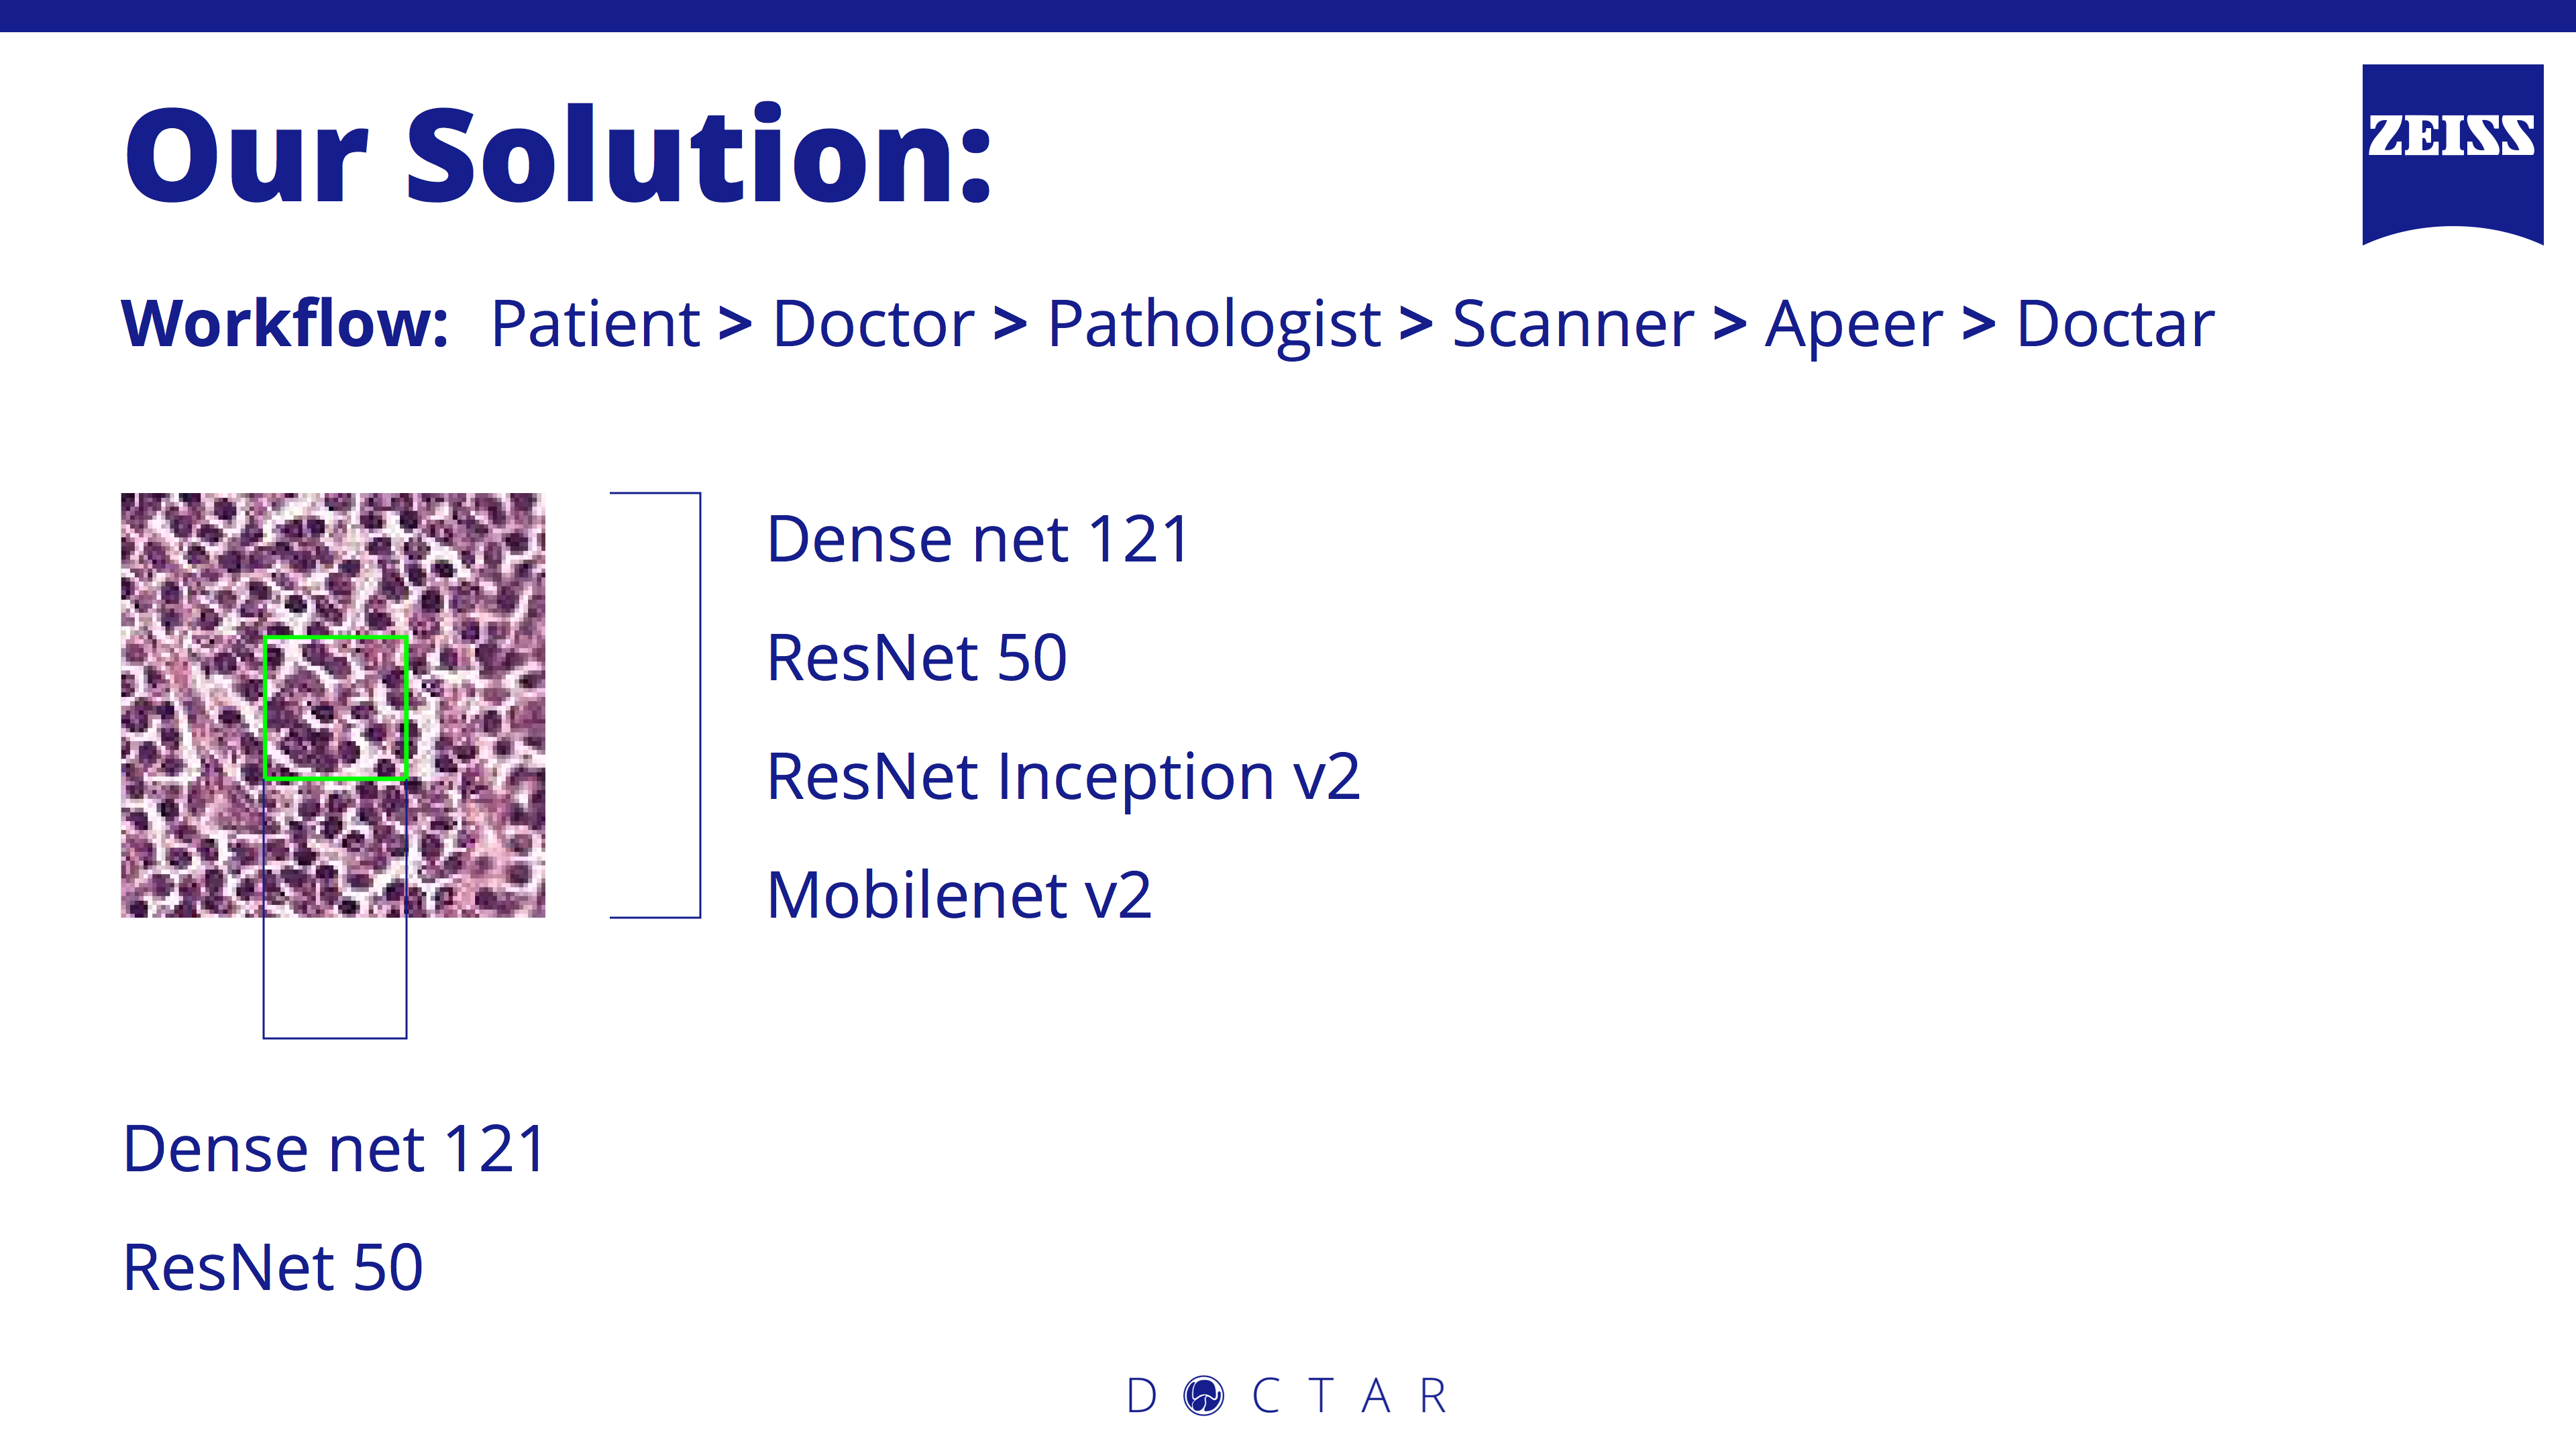 Our Solution:
ZEISS
Workflow: Patient > Doctor > Pathologist > Scanner > Apeer > Doctar
Dense net 121
ResNet 50
ResNet Inception v2
Mobilenet v2
Dense net 121
ResNet 50
DOCTAR